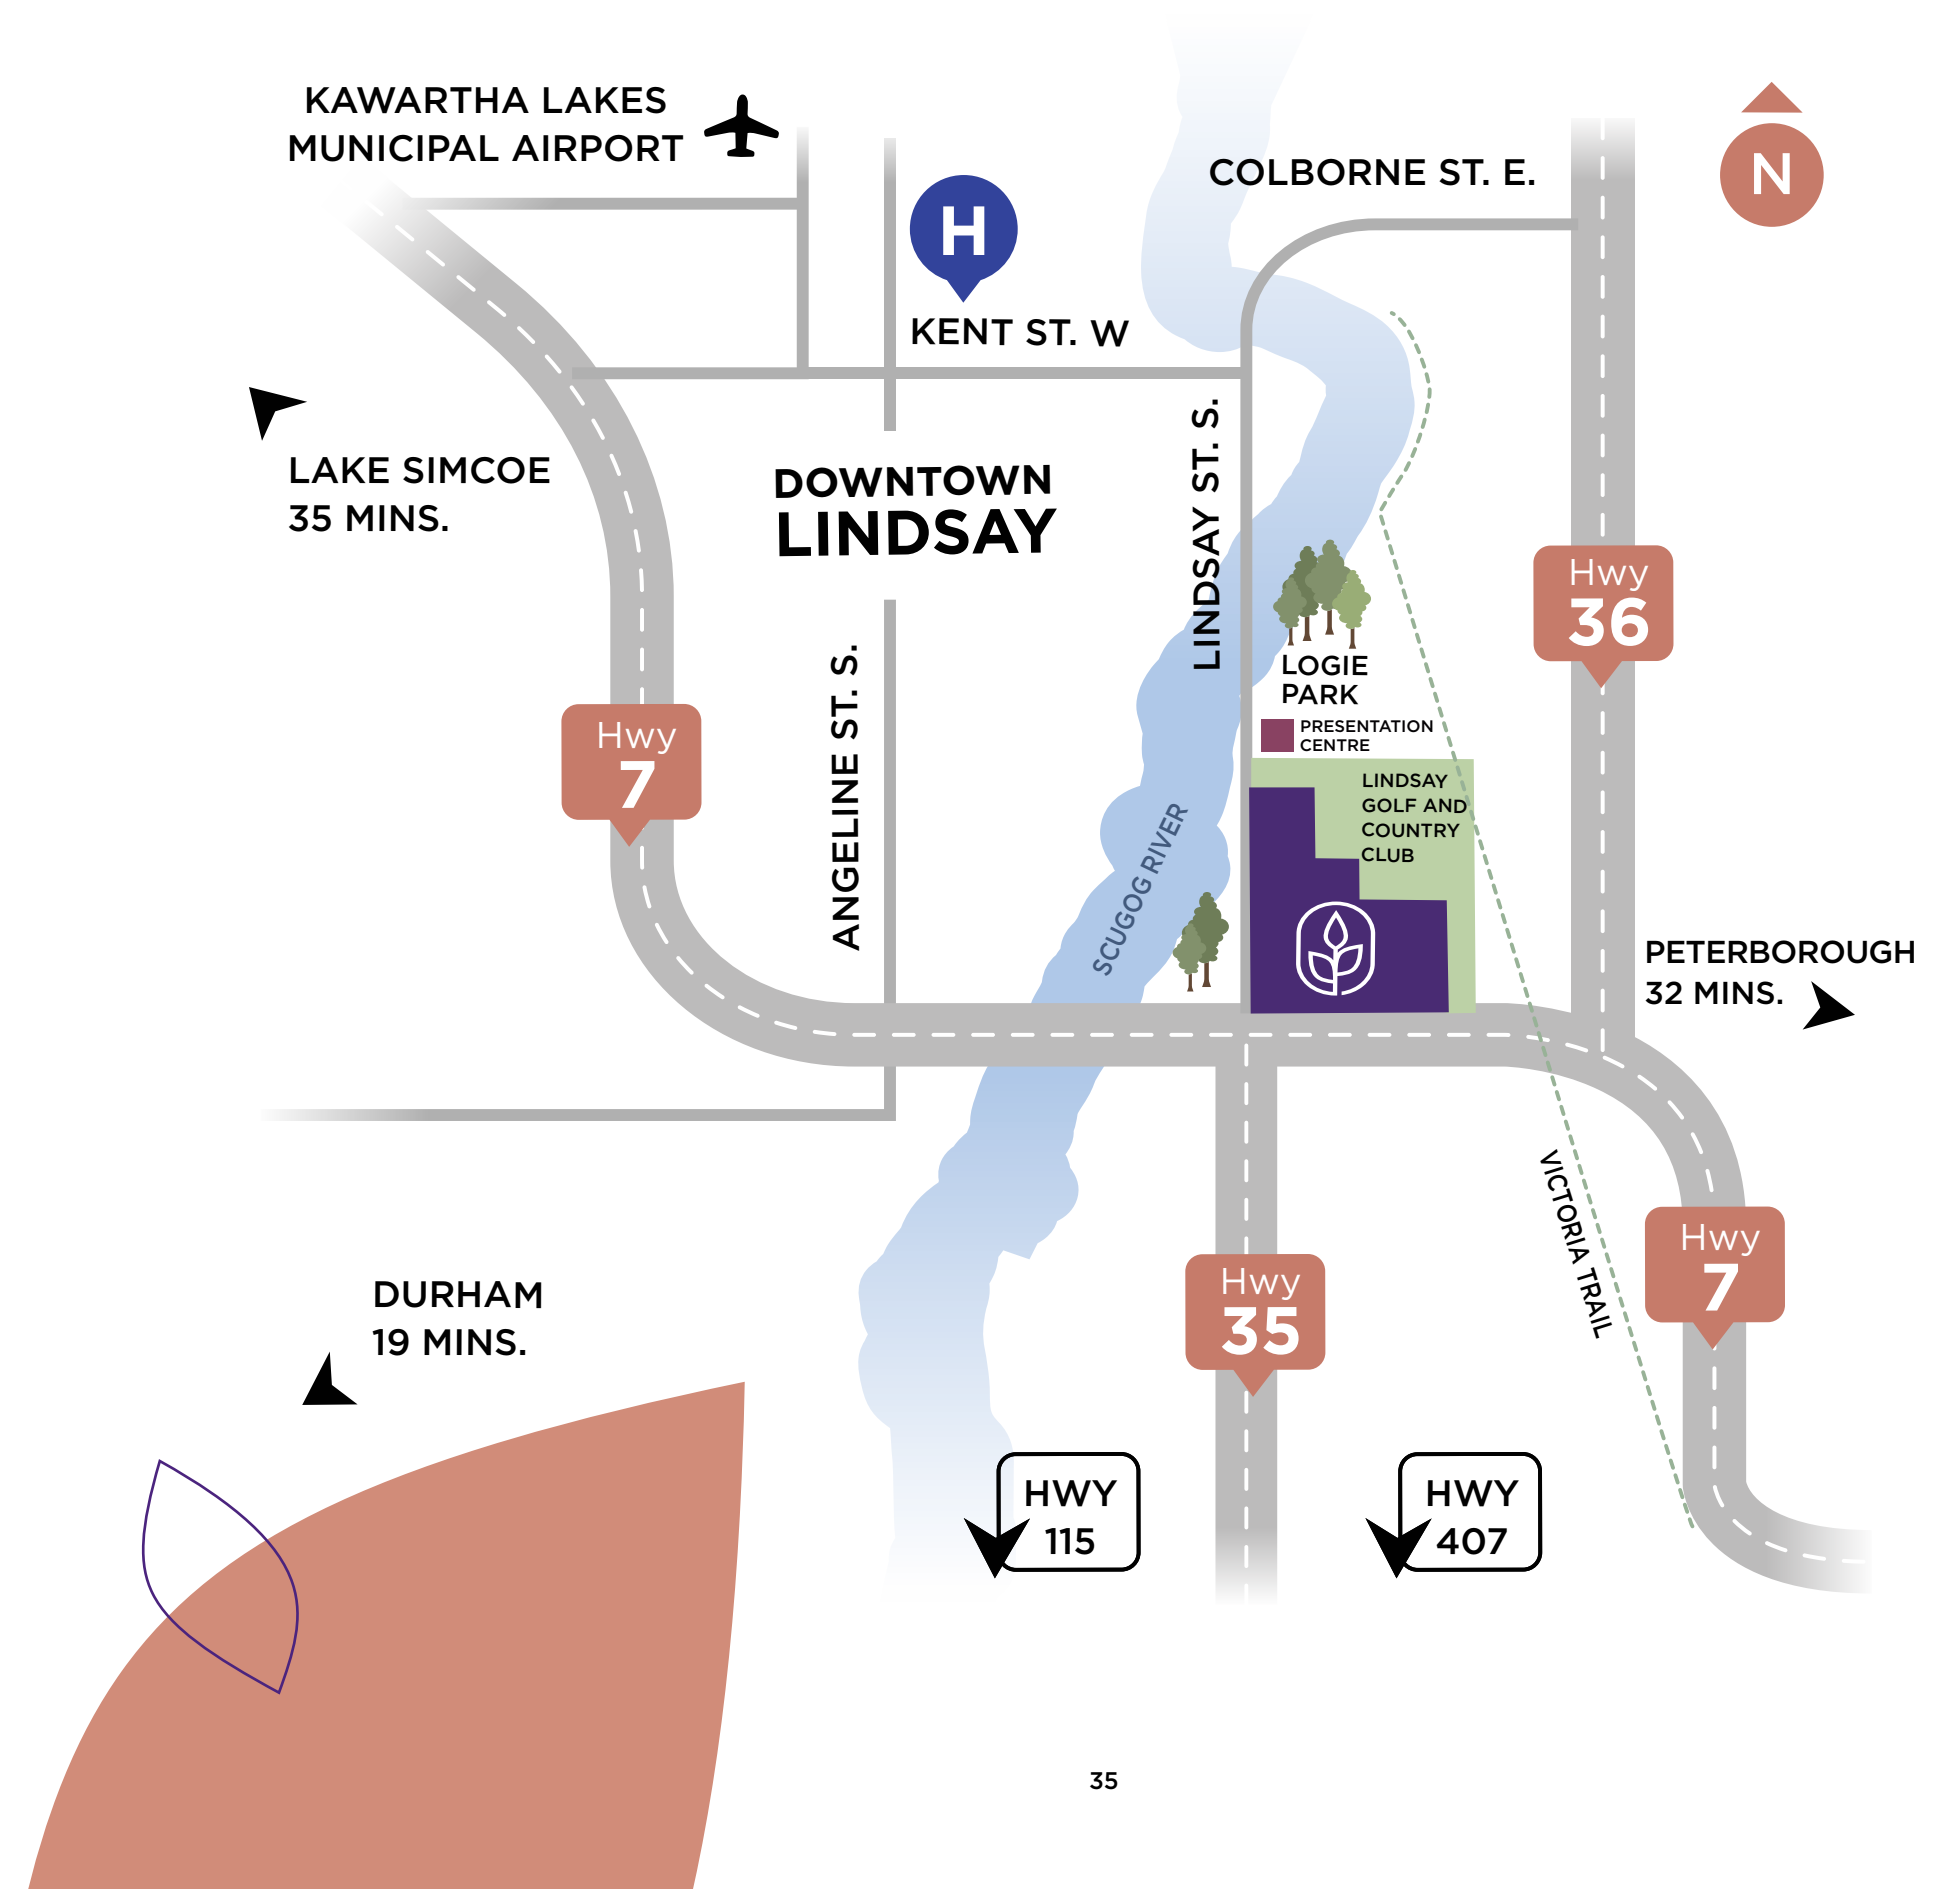 KAWARTHA LAKES
MUNICIPAL AIRPORT
N
COLBORNE ST. E.
H
KENT ST. W
LAKE SIMCOE
35 MINS.
DOWNTOWN
LINDSAY
LINDSAY ST. S.
Hwy
36
LOGIE
PARK
PRESENTATION
CENTRE
Hwy
7
ANGELINE ST. S.
LINDSAY
GOLF AND
COUNTRY
CLUB
SCUGOG RIVER
PETERBOROUGH
32 MINS.
VICTORIA TRAIL
Hwy
7
DURHAM
19 MINS.
Hwy
35
HWY
115
HWY
407
35